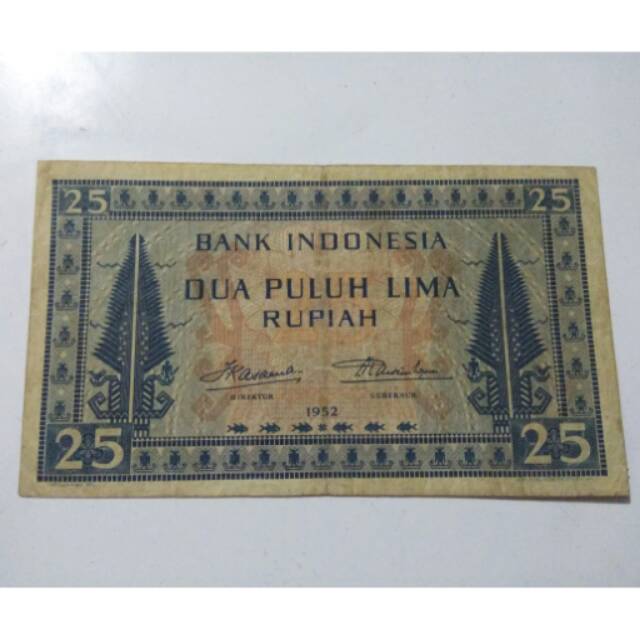 25 25
BANK INDONESIA
DUA PULUH LIMA
RUPIAH
DIREKTUR GUBERNUR
1952
25 25